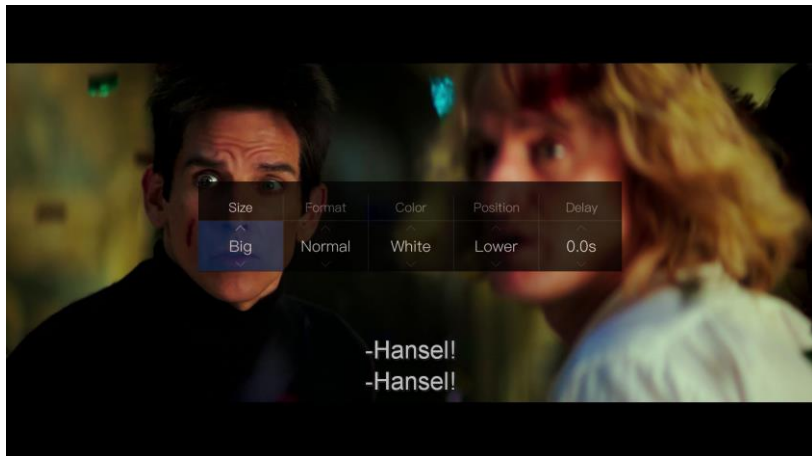 Size Format Color Position Delay
Big Normal White Lower 0.0s
-Hansel!
-Hansel!